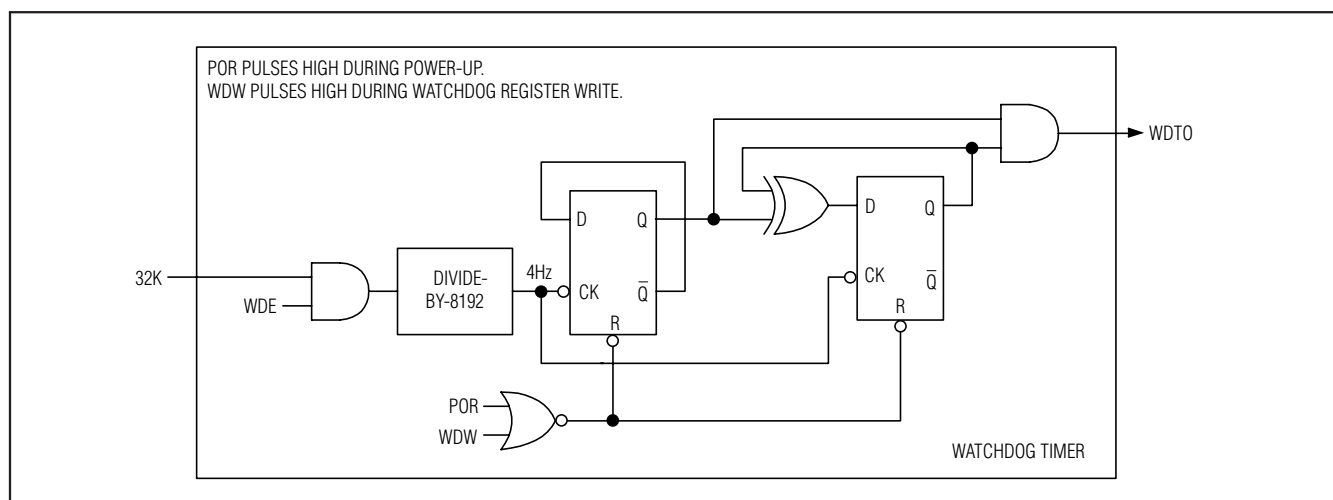 POR PULSES HIGH DURING POWER-UP.
WDW PULSES HIGH DURING WATCHDOG REGISTER WRITE.
WDTO
D
Q
D
Q
32K
DIVIDE-
BY-8192
4Hz
CK
Q̅
CK
Q̅
WDE
R
R
POR
WDW
WATCHDOG TIMER